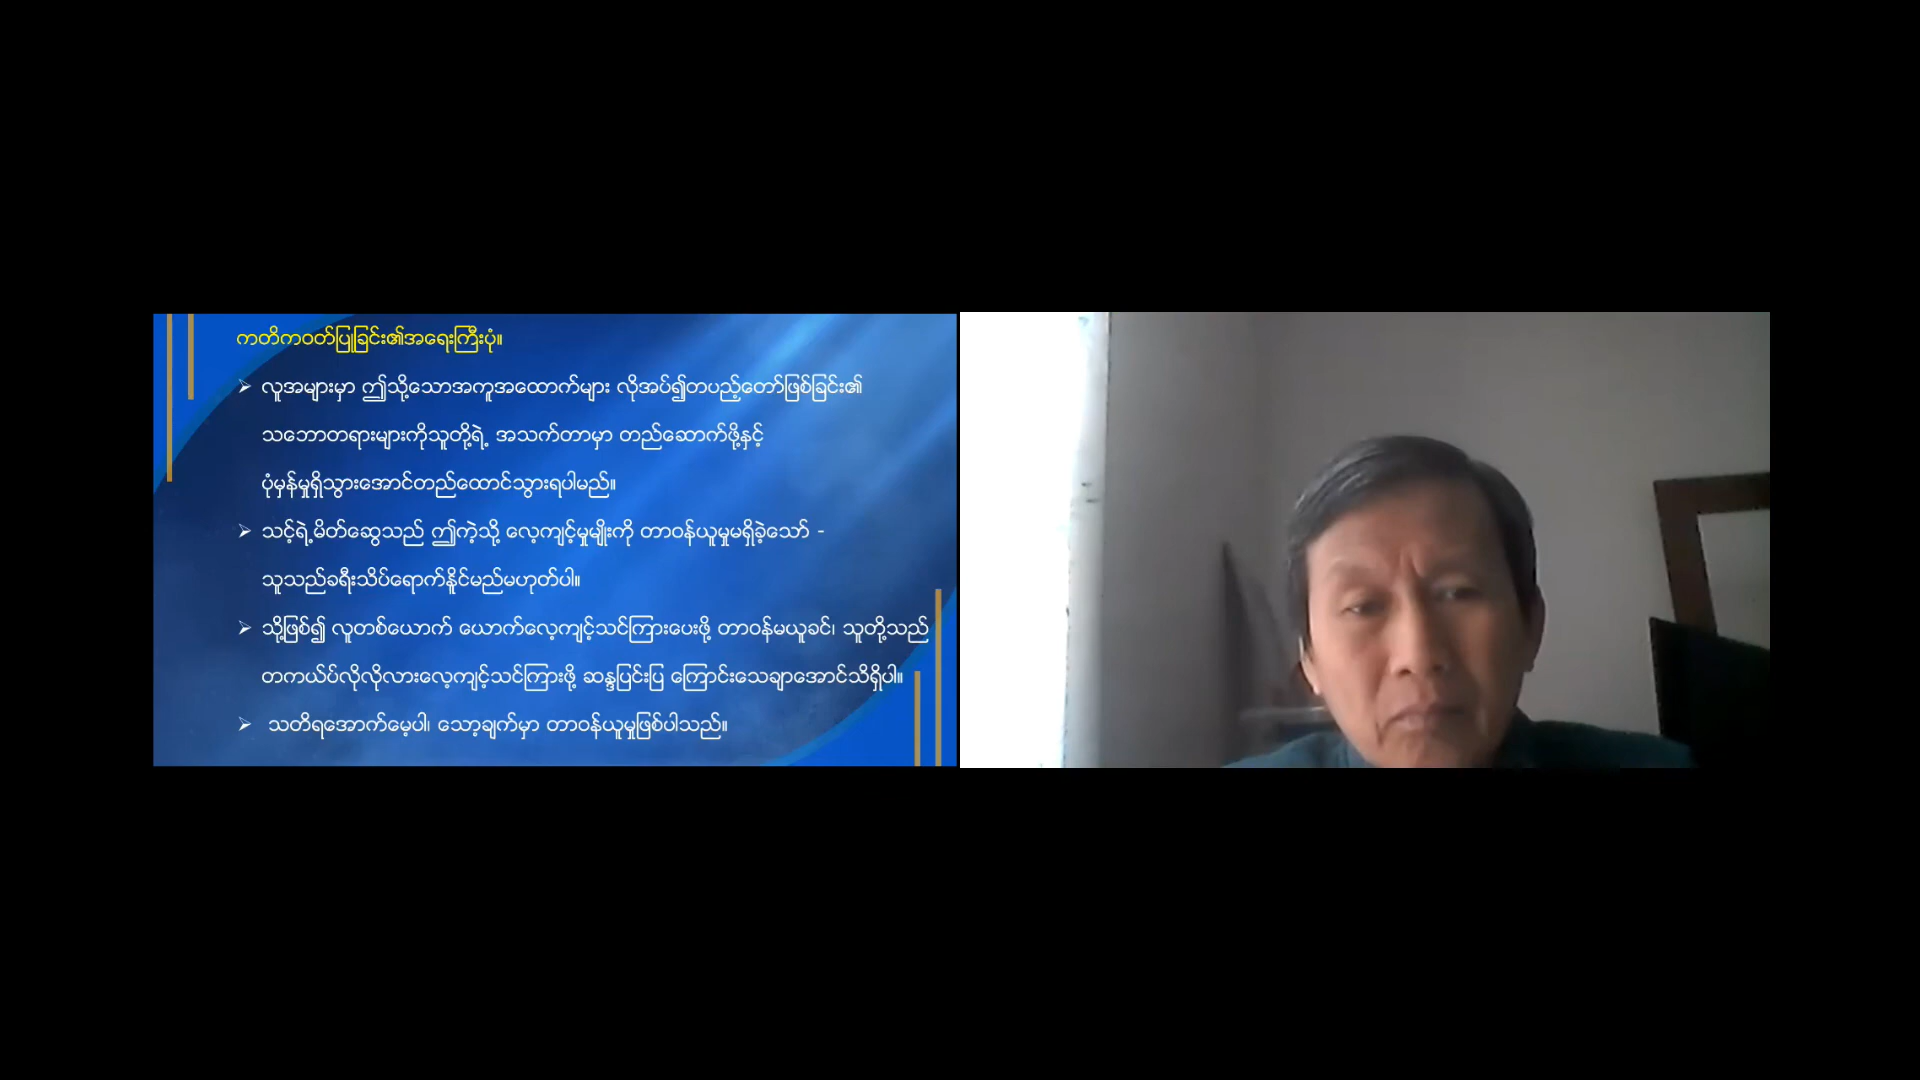 ကတိကဝတ်ပြုခြင်း၏အရေးကြီးပုံ။
➢ လူအများမှာ ဤသို့သောအကူအထောက်များ လိုအပ်၍တပည့်တော်ဖြစ်ခြင်း၏
သဘောတရားများကိုသူတို့ရဲ့ အသက်တာမှာ တည်ဆောက်ဖို့နှင့်
ပုံမှန်မှုရှိသွားအောင်တည်ထောင်သွားရပါမည်။
➢ သင့်ရဲ့မိတ်ဆွေသည် ဤကဲ့သို့ လေ့ကျင့်မှုမျိုးကို တာဝန်ယူမှုမရှိခဲ့သော် -
သူသည်ခရီးသိပ်ရောက်နိူင်မည်မဟုတ်ပါ။
➢ သို့ဖြစ်၍ လူတစ်ယောက် ယောက်လေ့ကျင့်သင်ကြားပေးဖို့ တာဝန်မယူခင်၊ သူတို့သည်
တကယ်ပ်လိုလိုလားလေ့ကျင့်သင်ကြားဖို့ ဆန္ဒပြင်းပြ ကြောင်းသေချာအောင်သိရှိပါ။
➢ သတိရအောက်မေ့ပါ၊ သော့ချက်မှာ တာဝန်ယူမှုဖြစ်ပါသည်။